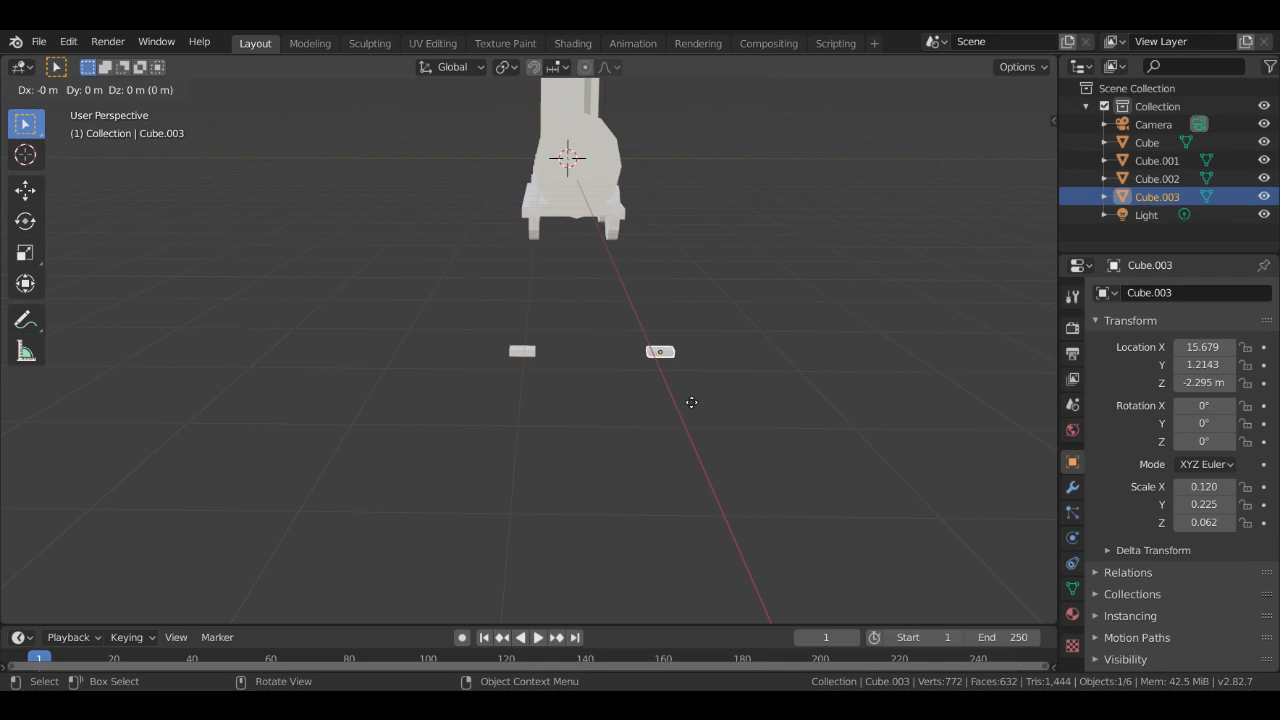 File Edit Render Window Help Layout Modeling Sculpting UV Editing Texture Paint Shading Animation Rendering Compositing Scripting + Scene View Layer
Global Options
Dx: -0 m Dy: 0 m Dz: 0 m (0 m)
User Perspective
(1) Collection | Cube.003
Scene Collection
Collection
Camera
Cube
Cube.001
Cube.002
Cube.003
Light
Cube.003
Cube.003
Transform
Location X 15.679
Y 1.2143
Z -2.295 m
Rotation X 0°
Y 0°
Z 0°
Mode XYZ Euler
Scale X 0.120
Y 0.225
Z 0.062
Delta Transform
Relations
Collections
Instancing
Motion Paths
Visibility
Playback Keying View Marker 1 Start 1 End 250
1 20 40 60 80 100 120 140 160 180 200 220 240
Select Box Select Rotate View Object Context Menu Collection | Cube.003 | Verts:772 | Faces:632 | Tris:1,444 | Objects:1/6 | Mem: 42.5 MiB | v2.82.7